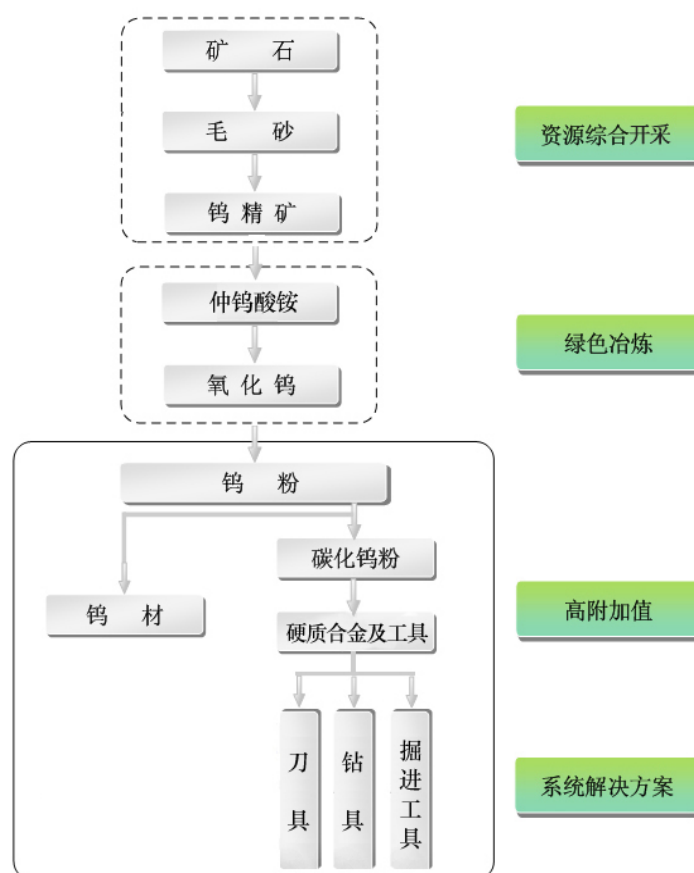 矿 石
毛 砂
资源综合开采
钨 精 矿
仲钨酸铵
绿色冶炼
氧 化 钨
钨 粉
碳化钨粉
钨 材
高附加值
硬质合金及工具
刀具
钻具
掘进工具
系统解决方案